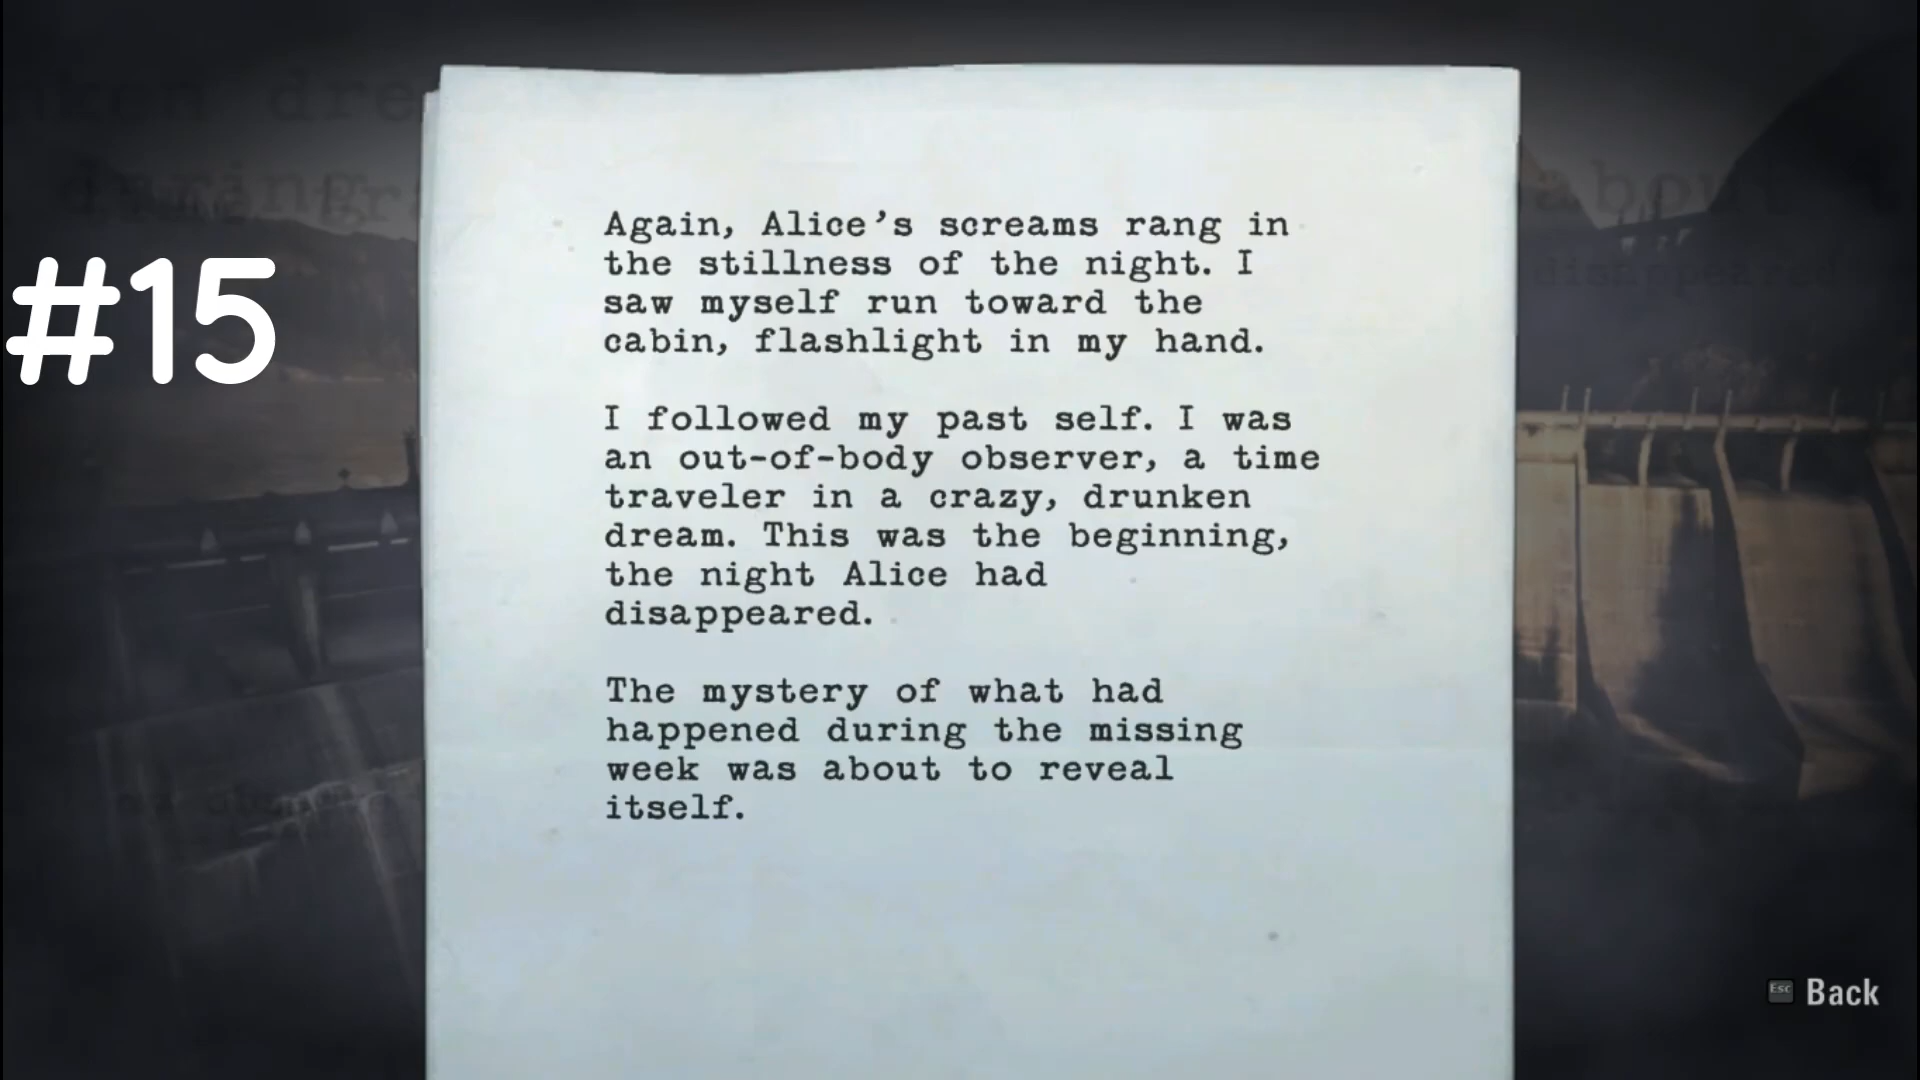 #15
Again, Alice’s screams rang in
the stillness of the night. I
saw myself run toward the
cabin, flashlight in my hand.
I followed my past self. I was
an out-of-body observer, a time
traveler in a crazy, drunken
dream. This was the beginning,
the night Alice had
disappeared.
The mystery of what had
happened during the missing
week was about to reveal
itself.
Esc Back